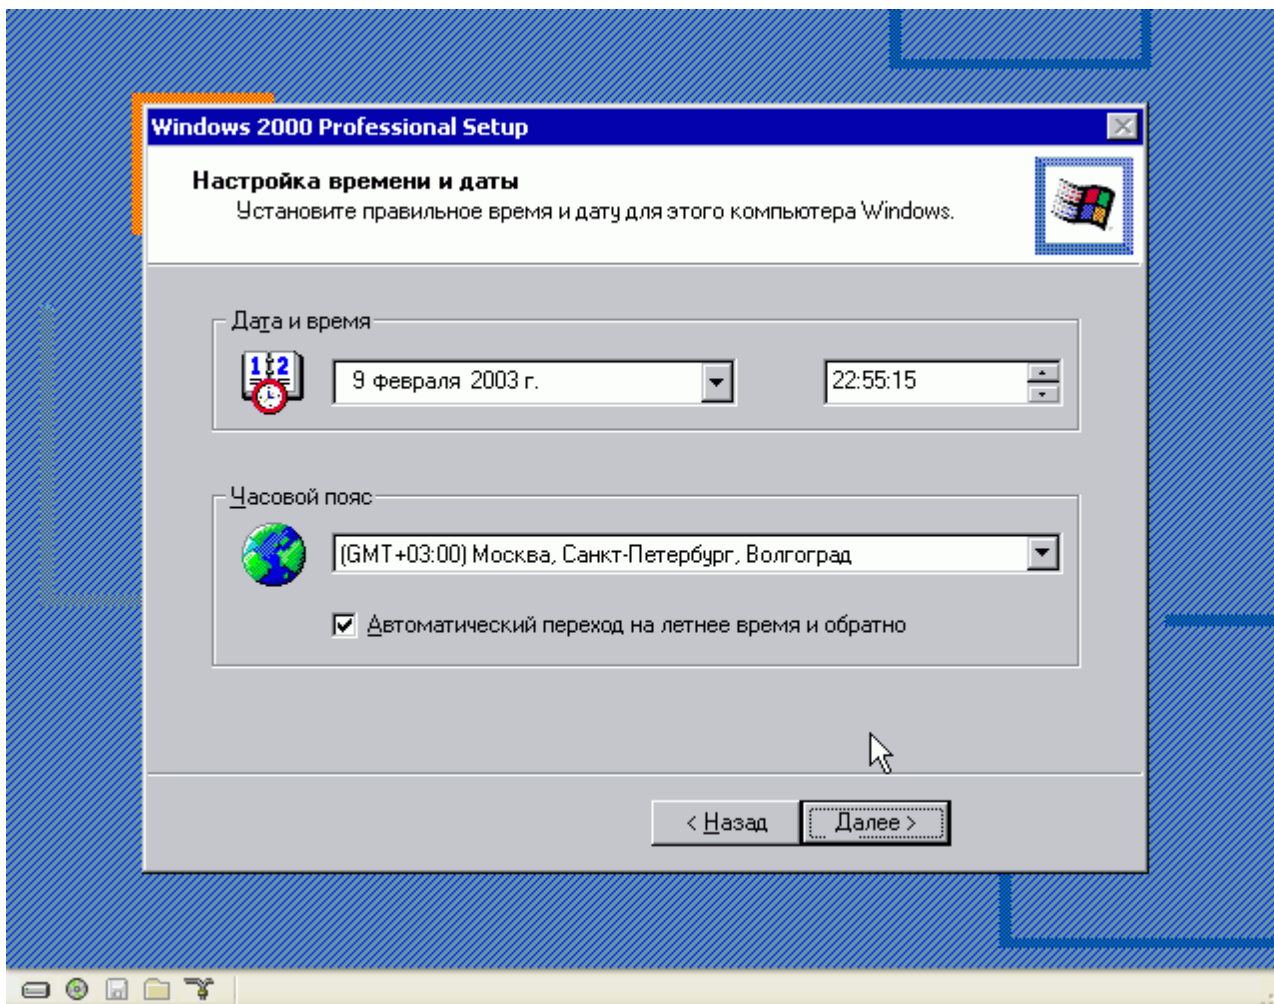 Windows 2000 Professional Setup
Настройка времени и даты
Установите правильное время и дату для этого компьютера Windows.
Дата и время
1 2
9 февраля 2003 г.
22:55:15
Часовой пояс
(GMT+03:00) Москва, Санкт-Петербург, Волгоград
Автоматический переход на летнее время и обратно
< Назад
Далее >